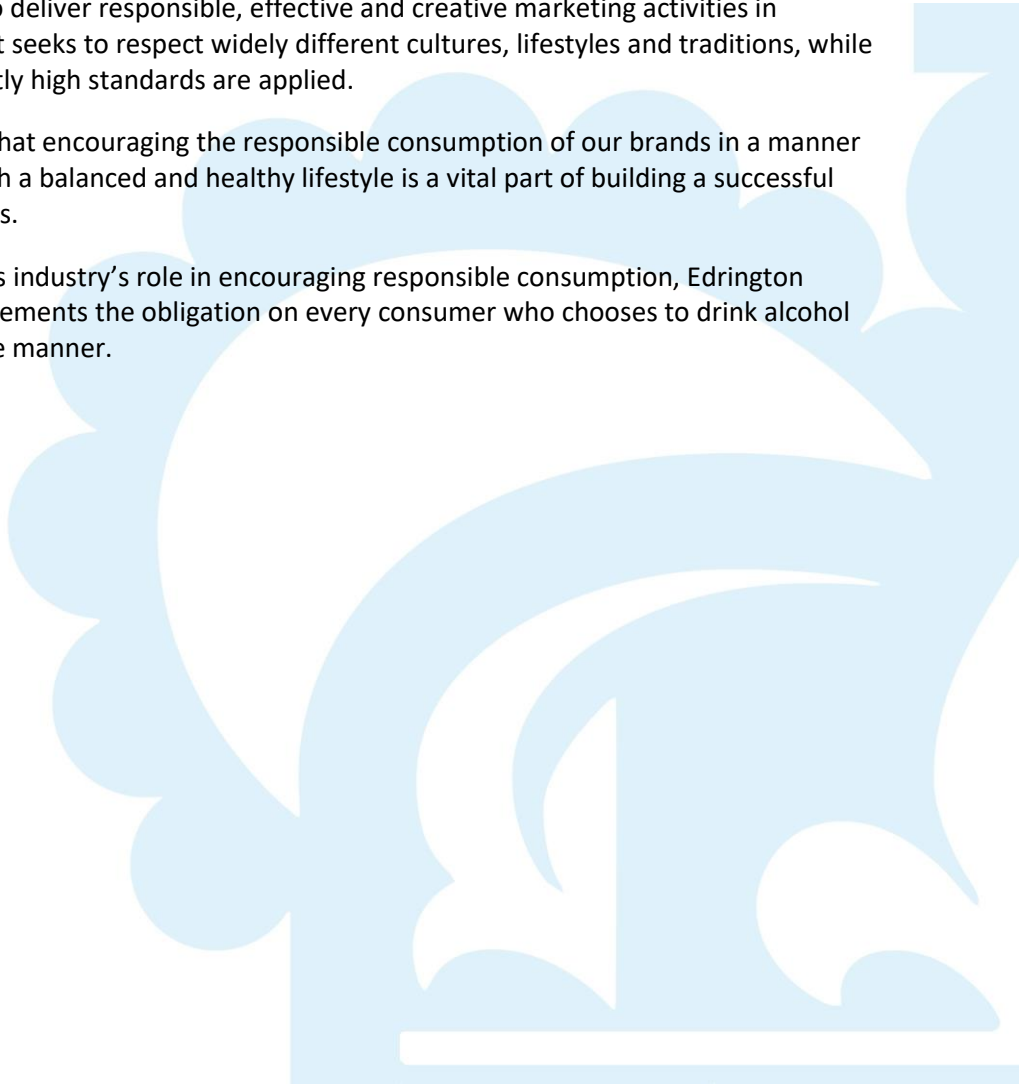 deliver responsible, effective and creative marketing activities in
seeks to respect widely different cultures, lifestyles and traditions, while
high standards are applied.
hat encouraging the responsible consumption of our brands in a manner
h a balanced and healthy lifestyle is a vital part of building a successful
s.
s industry’s role in encouraging responsible consumption, Edrington
ements the obligation on every consumer who chooses to drink alcohol
e manner.